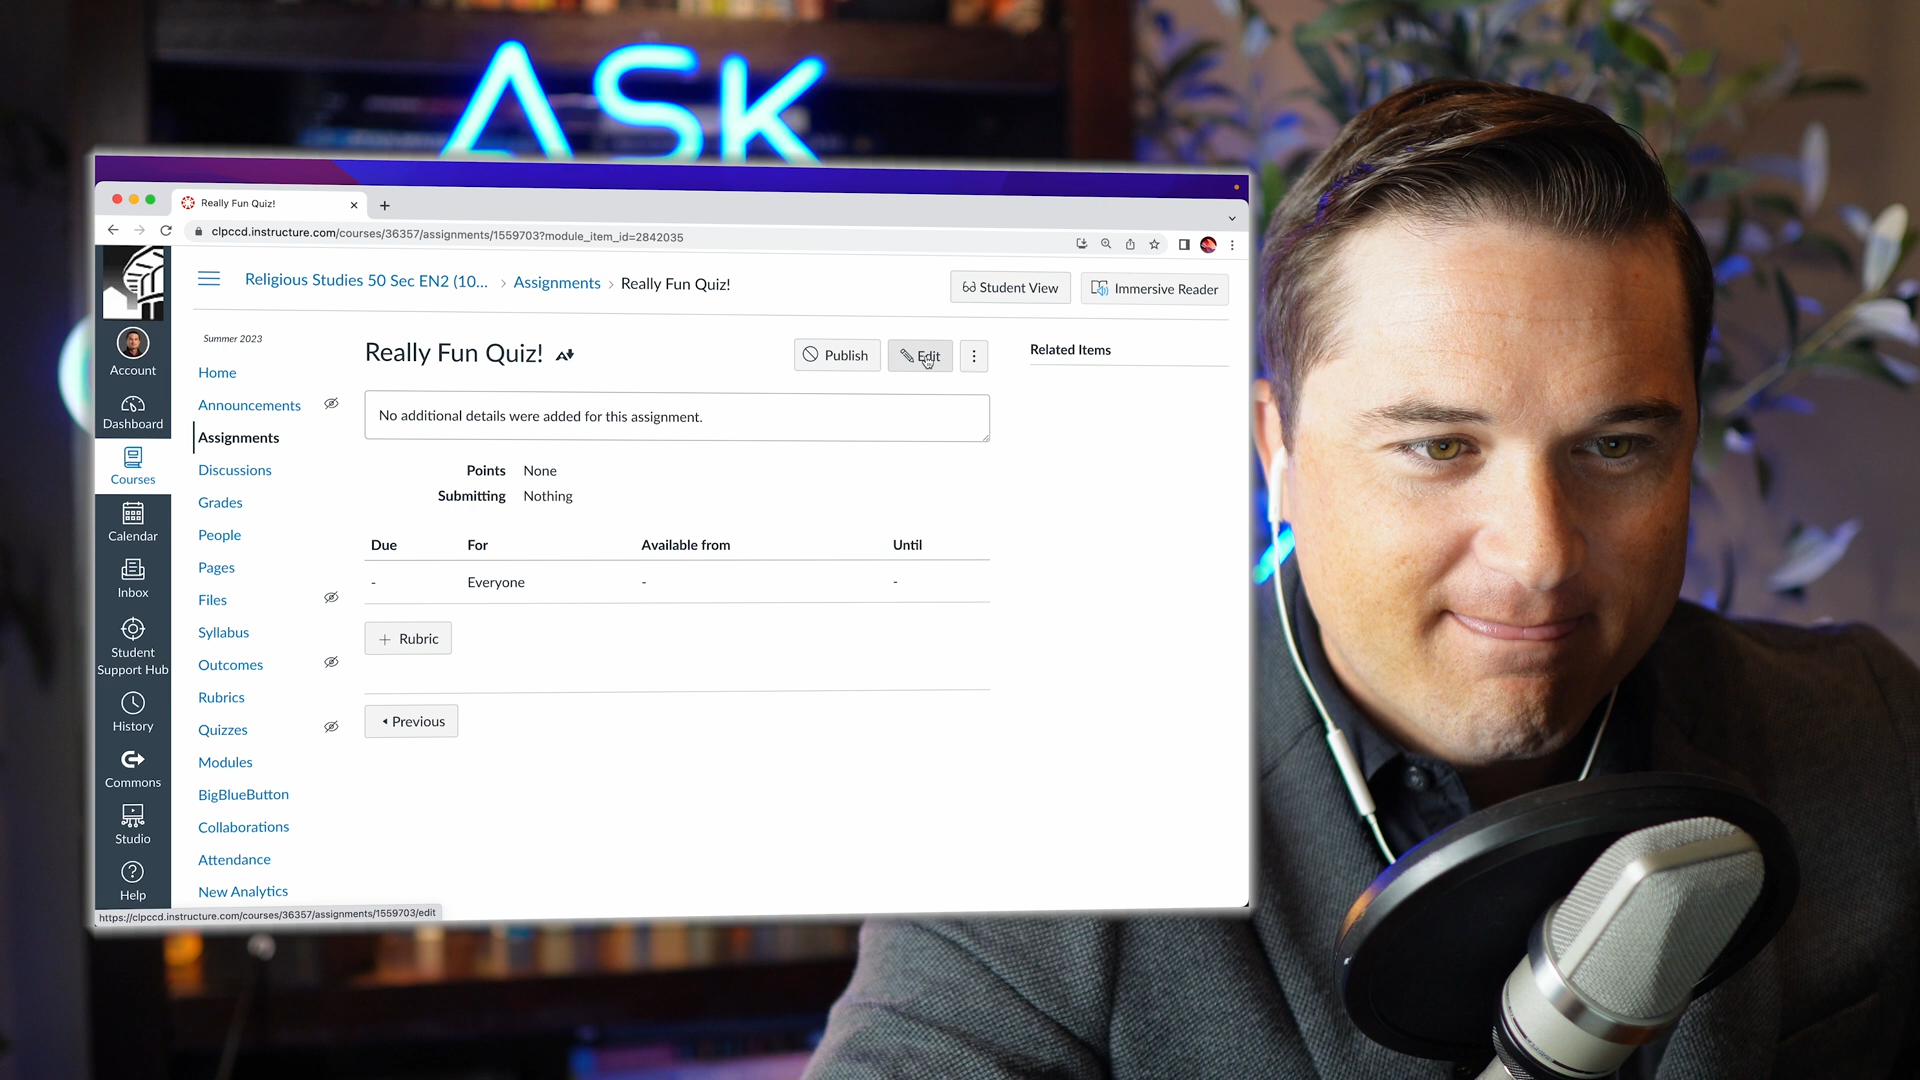 ASK
Really Fun Quiz!
clpccd.instructure.com/courses/36357/assignments/1559703?module_item_id=2842035
Religious Studies 50 Sec EN2 (10... › Assignments › Really Fun Quiz!
Student View
Immersive Reader
Account
Dashboard
Courses
Calendar
Inbox
Student
Support Hub
History
Commons
Studio
Help
Summer 2023
Home
Announcements
Assignments
Discussions
Grades
People
Pages
Files
Syllabus
Outcomes
Rubrics
Quizzes
Modules
BigBlueButton
Collaborations
Attendance
New Analytics
Really Fun Quiz!
Publish
Edit
Related Items
No additional details were added for this assignment.
Points None
Submitting Nothing
Due For Available from Until
- Everyone - -
+ Rubric
Previous
https://clpccd.instructure.com/courses/36357/assignments/1559703/edit